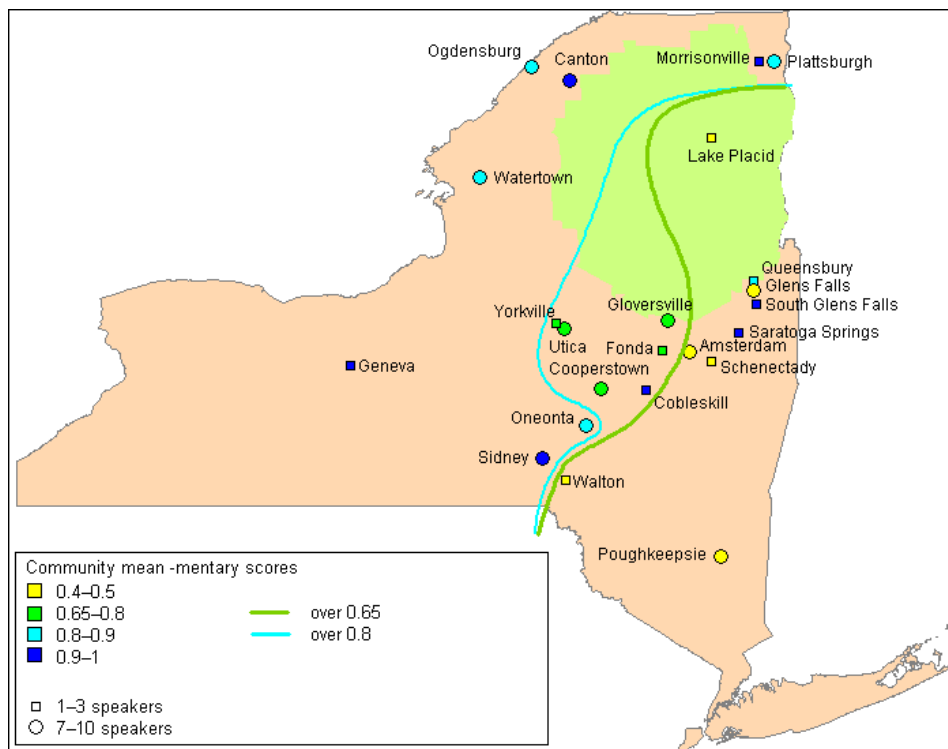 Ogdensburg
Canton
Morrisonville
Plattsburgh
Lake Placid
Watertown
Queensbury
Glens Falls
South Glens Falls
Gloversville
Yorkville
Saratoga Springs
Utica
Fonda
Amsterdam
Geneva
Cooperstown
Schenectady
Cobleskill
Oneonta
Sidney
Walton
Poughkeepsie
Community mean -mentary scores
0.4–0.5
0.65–0.8 over 0.65
0.8–0.9 over 0.8
0.9–1
1–3 speakers
7–10 speakers